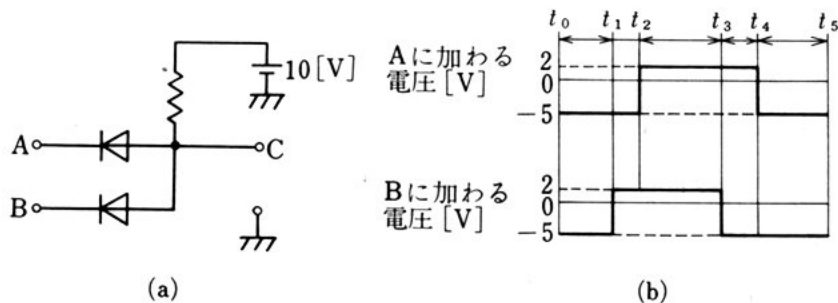 10[V]
A
C
B
(a)
t₀ t₁ t₂ t₃ t₄ t₅
Aに加わる
電圧[V]
2
0
−5
Bに加わる
電圧[V]
2
0
−5
(b)